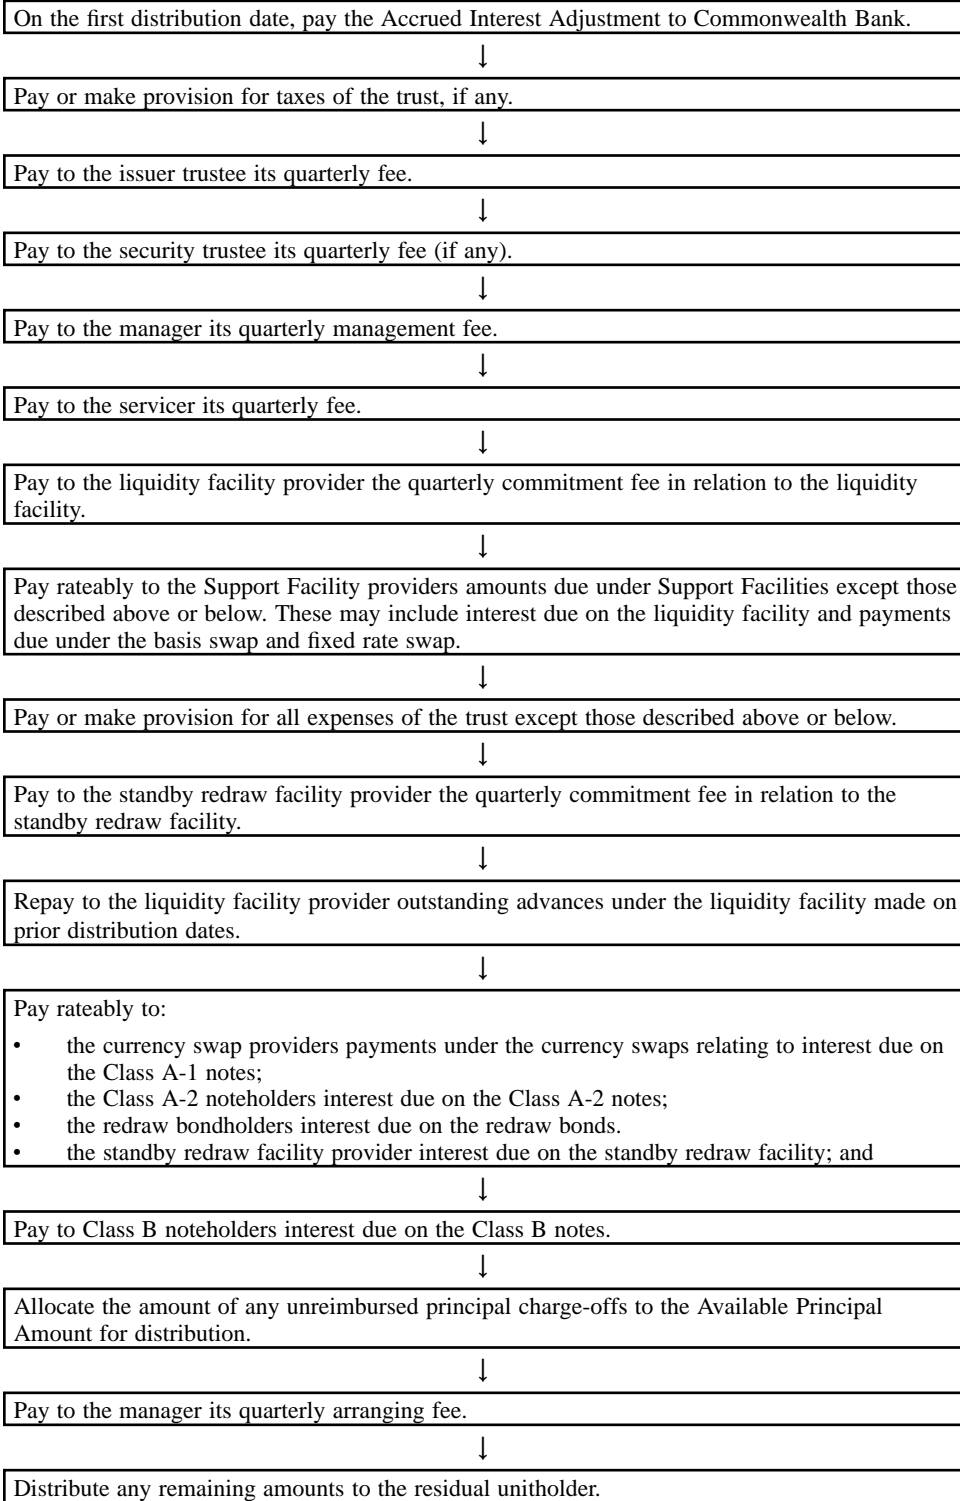 On the first distribution date, pay the Accrued Interest Adjustment to Commonwealth Bank.
↓
Pay or make provision for taxes of the trust, if any.
↓
Pay to the issuer trustee its quarterly fee.
↓
Pay to the security trustee its quarterly fee (if any).
↓
Pay to the manager its quarterly management fee.
↓
Pay to the servicer its quarterly fee.
↓
Pay to the liquidity facility provider the quarterly commitment fee in relation to the liquidity
facility.
↓
Pay rateably to the Support Facility providers amounts due under Support Facilities except those
described above or below. These may include interest due on the liquidity facility and payments
due under the basis swap and fixed rate swap.
↓
Pay or make provision for all expenses of the trust except those described above or below.
↓
Pay to the standby redraw facility provider the quarterly commitment fee in relation to the
standby redraw facility.
↓
Repay to the liquidity facility provider outstanding advances under the liquidity facility made on
prior distribution dates.
↓
Pay rateably to:
• the currency swap providers payments under the currency swaps relating to interest due on
the Class A-1 notes;
• the Class A-2 noteholders interest due on the Class A-2 notes;
• the redraw bondholders interest due on the redraw bonds.
• the standby redraw facility provider interest due on the standby redraw facility; and
↓
Pay to Class B noteholders interest due on the Class B notes.
↓
Allocate the amount of any unreimbursed principal charge-offs to the Available Principal
Amount for distribution.
↓
Pay to the manager its quarterly arranging fee.
↓
Distribute any remaining amounts to the residual unitholder.